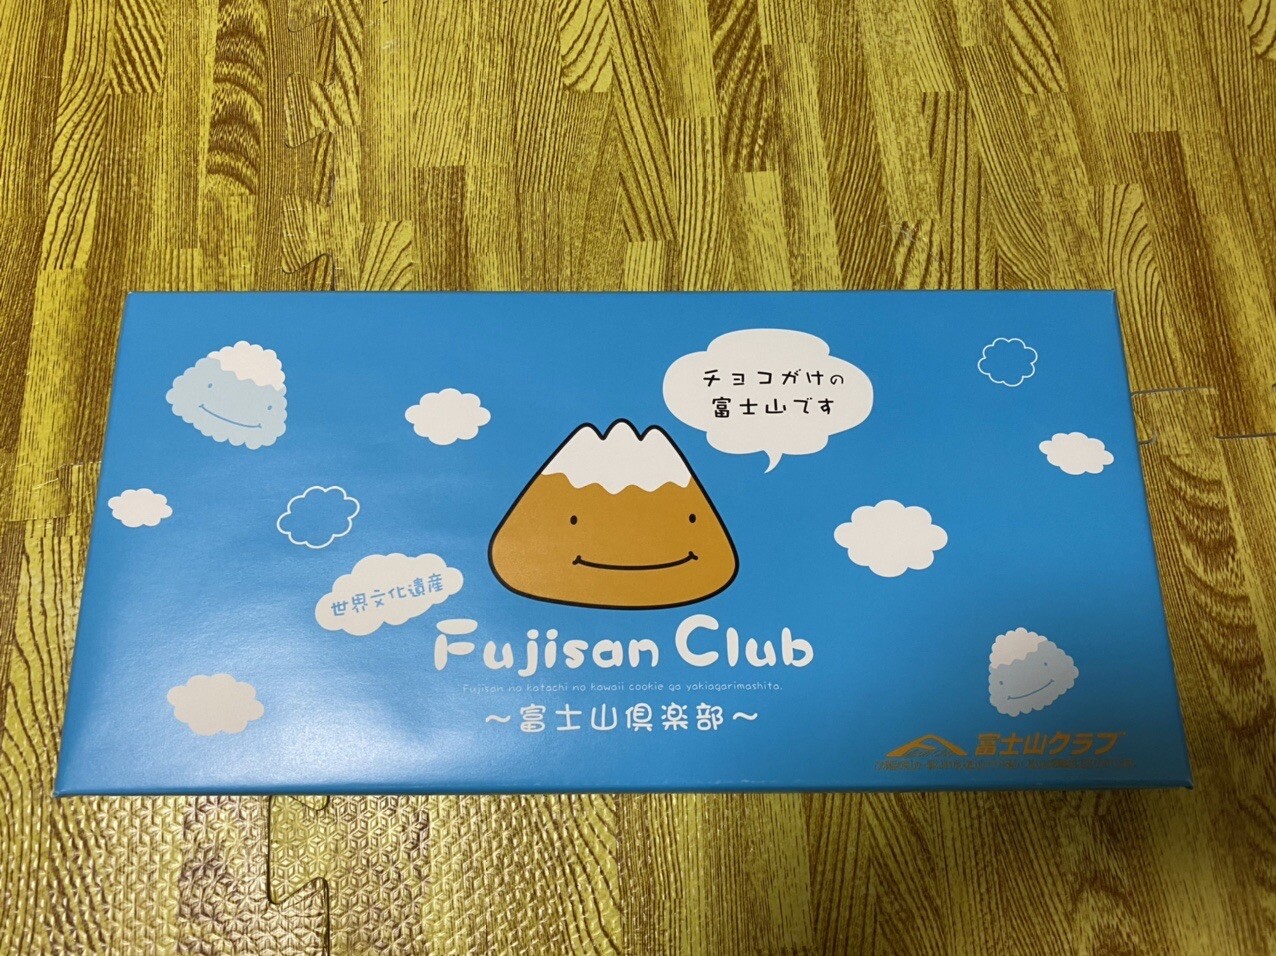 チョコがけの
富士山です
世界文化遺産
Fujisan Club
Fujisan no katachi no kawaii cookie ga yakiagarimashita.
～富士山倶楽部～
富士山クラブ